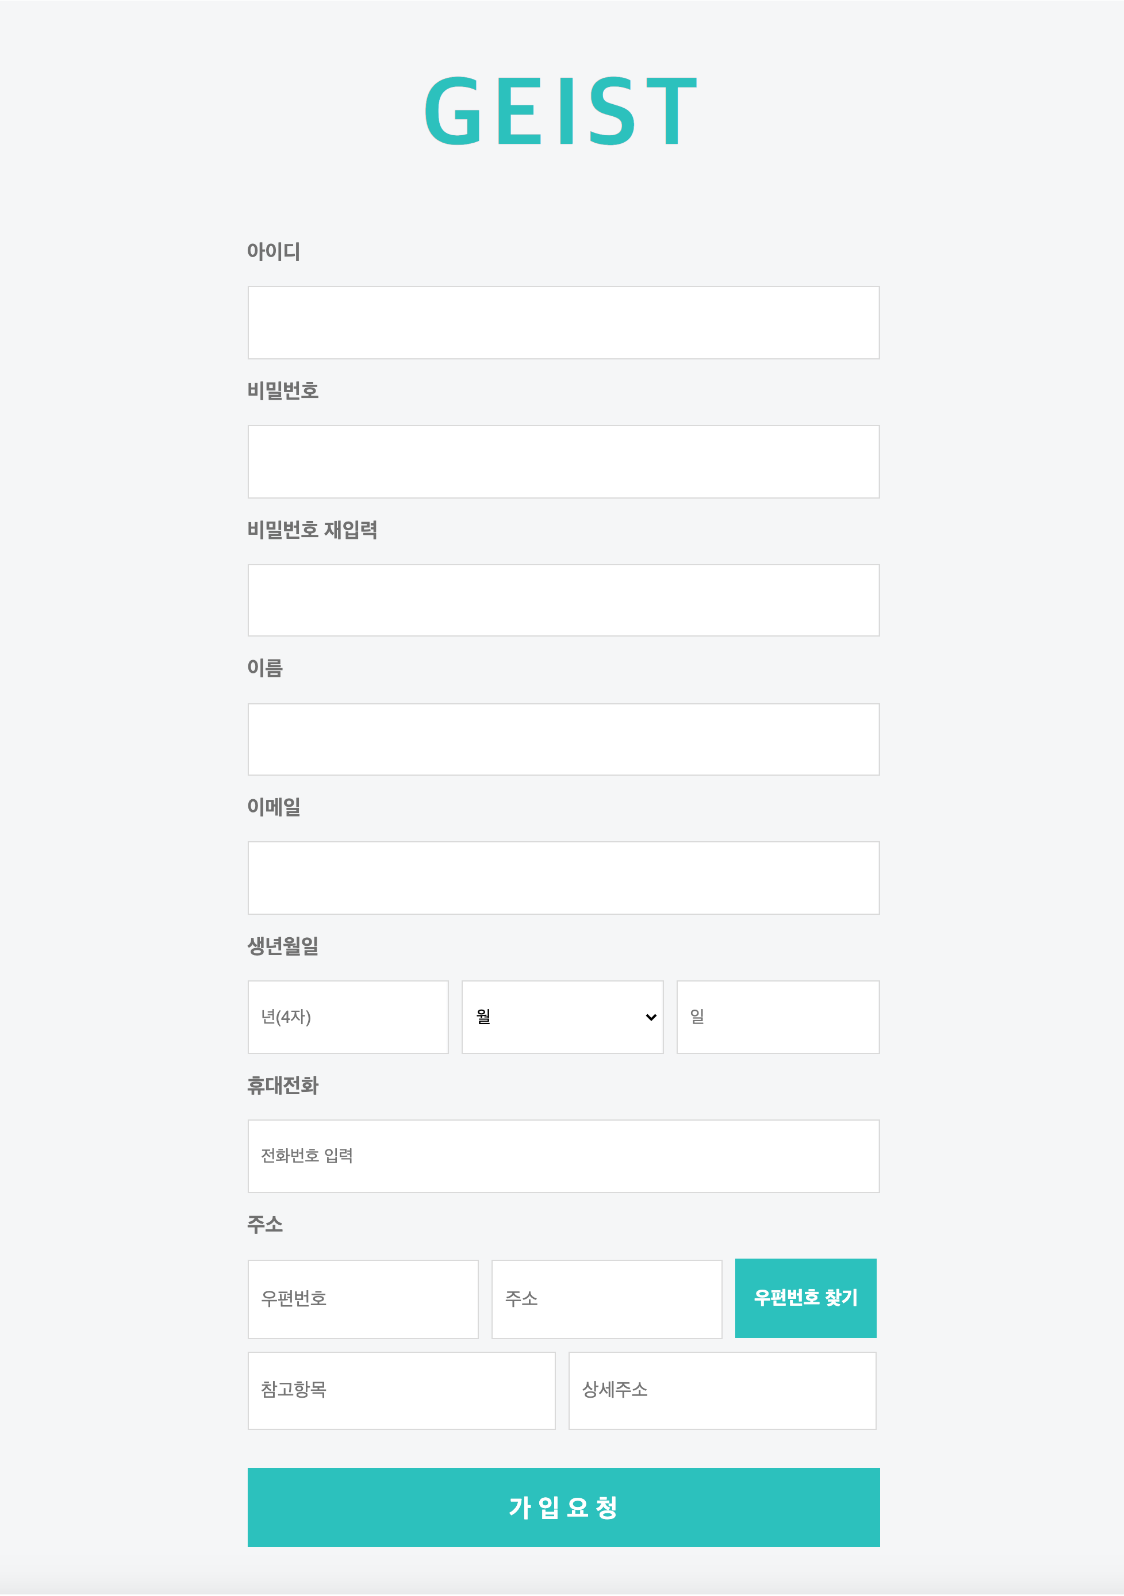 GEIST
아이디
비밀번호
비밀번호 재입력
이름
이메일
생년월일
년(4자) 월 일
휴대전화
전화번호 입력
주소
우편번호 주소 우편번호 찾기
참고항목 상세주소
가입요청